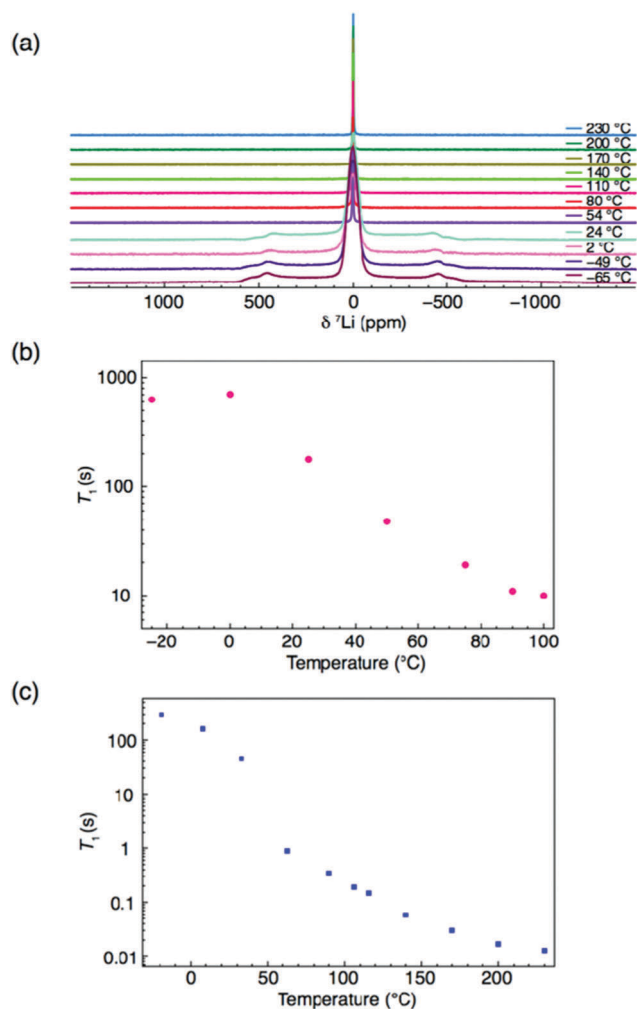 (a)
230 °C
200 °C
170 °C
140 °C
110 °C
80 °C
54 °C
24 °C
2 °C
−49 °C
−65 °C
1000 500 0 −500 −1000
δ ⁷Li (ppm)
(b)
1000
100
10
T₁ (s)
−20 0 20 40 60 80 100
Temperature (°C)
(c)
100
10
1
0.1
0.01
T₁ (s)
0 50 100 150 200
Temperature (°C)